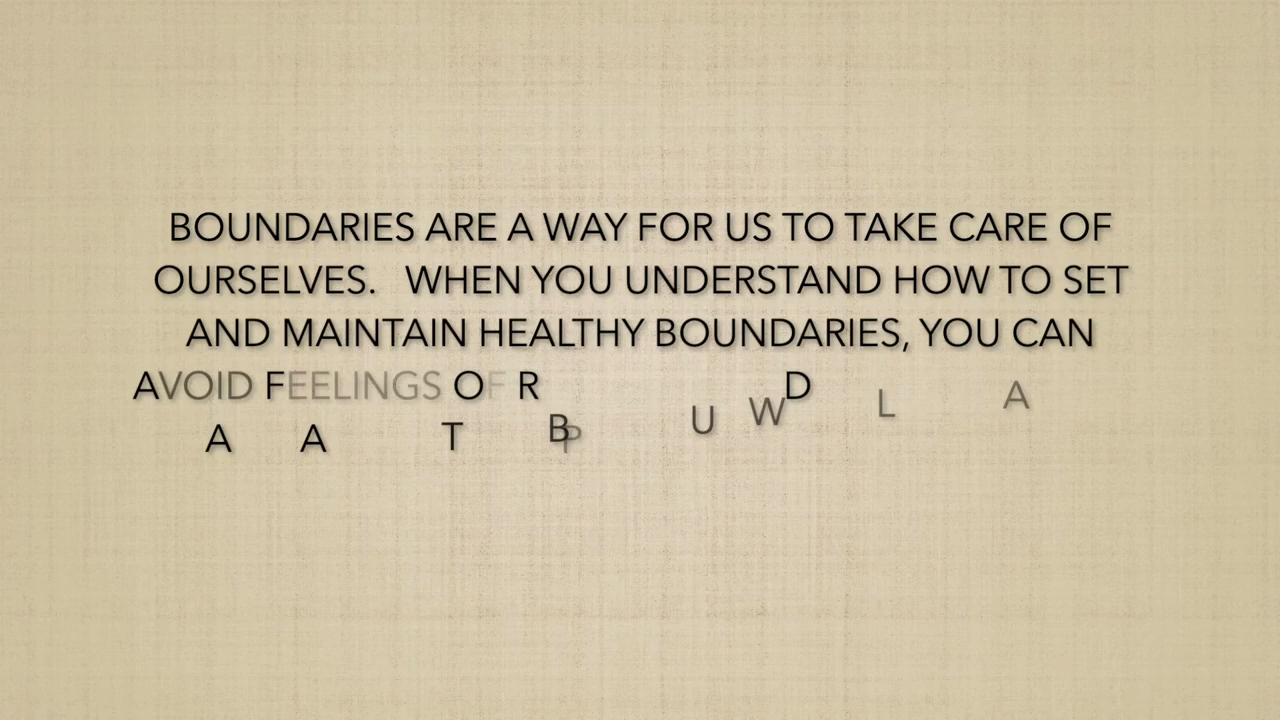 BOUNDARIES ARE A WAY FOR US TO TAKE CARE OF
OURSELVES. WHEN YOU UNDERSTAND HOW TO SET
AND MAINTAIN HEALTHY BOUNDARIES, YOU CAN
AVOID FEELINGS OF R D L A
A A T B P U W